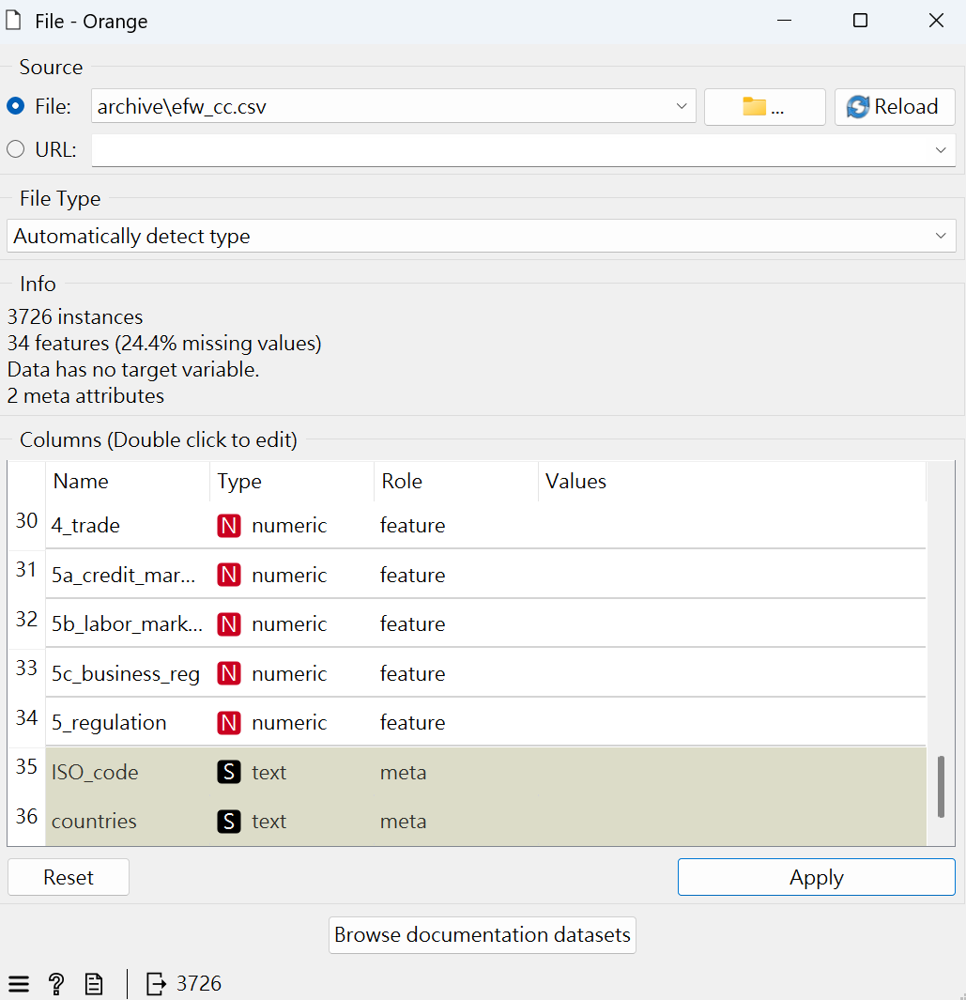 File - Orange
Source
File: archive\efw_cc.csv ... Reload
URL:
File Type
Automatically detect type
Info
3726 instances
34 features (24.4% missing values)
Data has no target variable.
2 meta attributes
Columns (Double click to edit)
Name Type Role Values
30 4_trade N numeric feature
31 5a_credit_mar... N numeric feature
32 5b_labor_mark... N numeric feature
33 5c_business_reg N numeric feature
34 5_regulation N numeric feature
35 ISO_code S text meta
36 countries S text meta
Reset Apply
Browse documentation datasets
? 3726